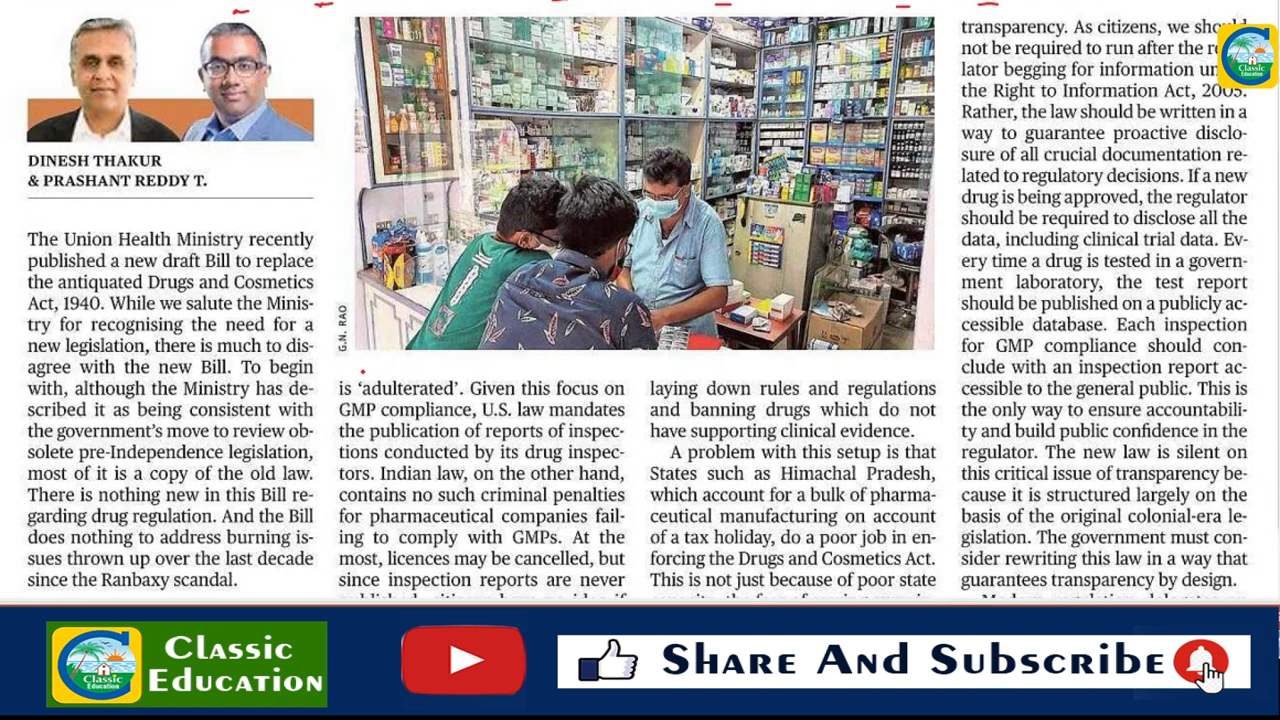 DINESH THAKUR
& PRASHANT REDDY T.
The Union Health Ministry recently
published a new draft Bill to replace
the antiquated Drugs and Cosmetics
Act, 1940. While we salute the Minis-
try for recognising the need for a
new legislation, there is much to dis-
agree with the new Bill. To begin
with, although the Ministry has de-
scribed it as being consistent with
the government's move to review ob-
solete pre-Independence legislation,
most of it is a copy of the old law.
There is nothing new in this Bill re-
garding drug regulation. And the Bill
does nothing to address burning is-
sues thrown up over the last decade
since the Ranbaxy scandal.
G.N. RAO
is ‘adulterated’. Given this focus on
GMP compliance, U.S. law mandates
the publication of reports of inspec-
tions conducted by its drug inspec-
tors. Indian law, on the other hand,
contains no such criminal penalties
for pharmaceutical companies fail-
ing to comply with GMPs. At the
most, licences may be cancelled, but
since inspection reports are never
laying down rules and regulations
and banning drugs which do not
have supporting clinical evidence.
A problem with this setup is that
States such as Himachal Pradesh,
which account for a bulk of pharma-
ceutical manufacturing on account
of a tax holiday, do a poor job in en-
forcing the Drugs and Cosmetics Act.
This is not just because of poor state
transparency. As citizens, we should
not be required to run after the
lator begging for information
the Right to Information Act, 2005.
Rather, the law should be written in a
way to guarantee proactive disclo-
sure of all crucial documentation re-
lated to regulatory decisions. If a new
drug is being approved, the regulator
should be required to disclose all the
data, including clinical trial data. Ev-
ery time a drug is tested in a govern-
ment laboratory, the test report
should be published on a publicly ac-
cessible database. Each inspection
for GMP compliance should con-
clude with an inspection report ac-
cessible to the general public. This is
the only way to ensure accountabili-
ty and build public confidence in the
regulator. The new law is silent on
this critical issue of transparency be-
cause it is structured largely on the
basis of the original colonial-era le-
gislation. The government must con-
sider rewriting this law in a way that
guarantees transparency by design.
Classic
Education
Classic
Education
Classic
Education
Share And Subscribe